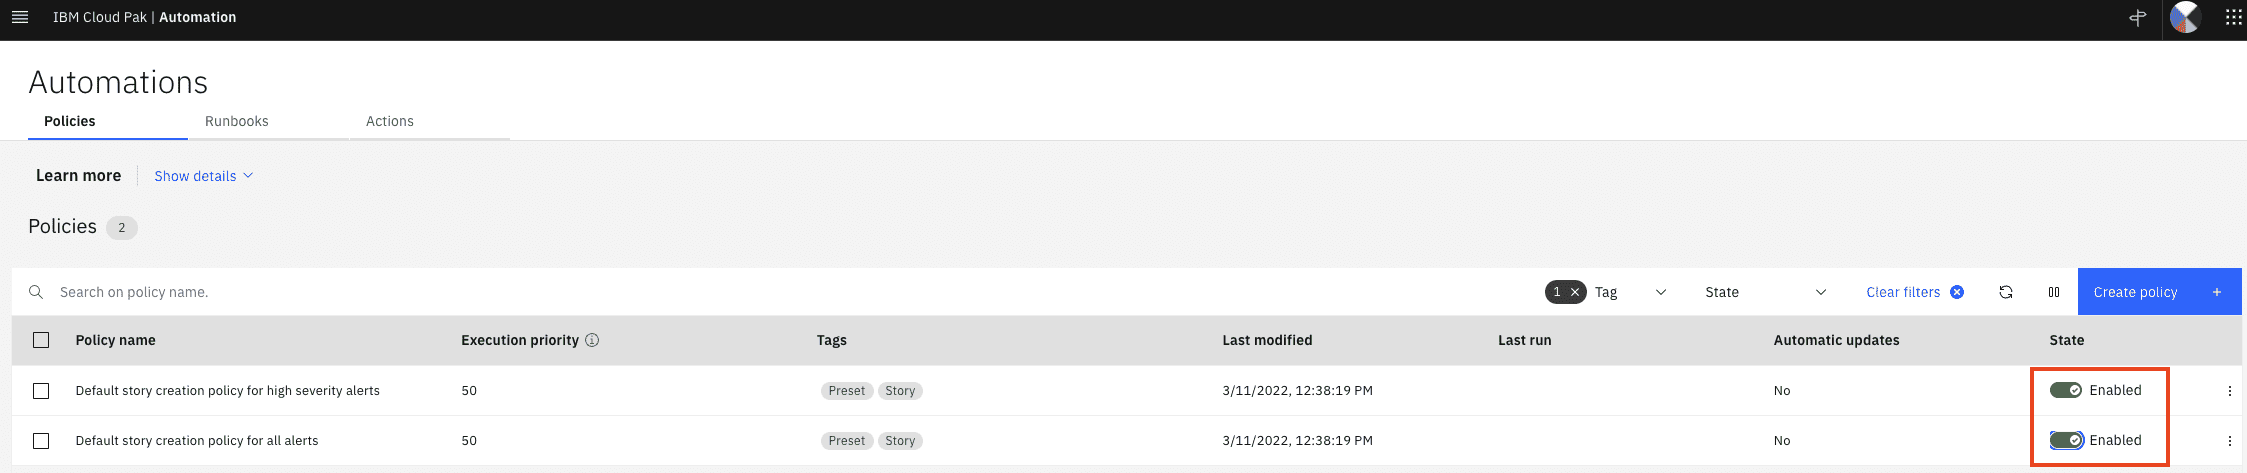 IBM Cloud Pak | Automation
Automations
Policies Runbooks Actions
Learn more Show details
Policies 2
Search on policy name. 1 × Tag State Clear filters Create policy +
Policy name Execution priority Tags Last modified Last run Automatic updates State
Default story creation policy for high severity alerts 50 Preset Story 3/11/2022, 12:38:19 PM No Enabled
Default story creation policy for all alerts 50 Preset Story 3/11/2022, 12:38:19 PM No Enabled